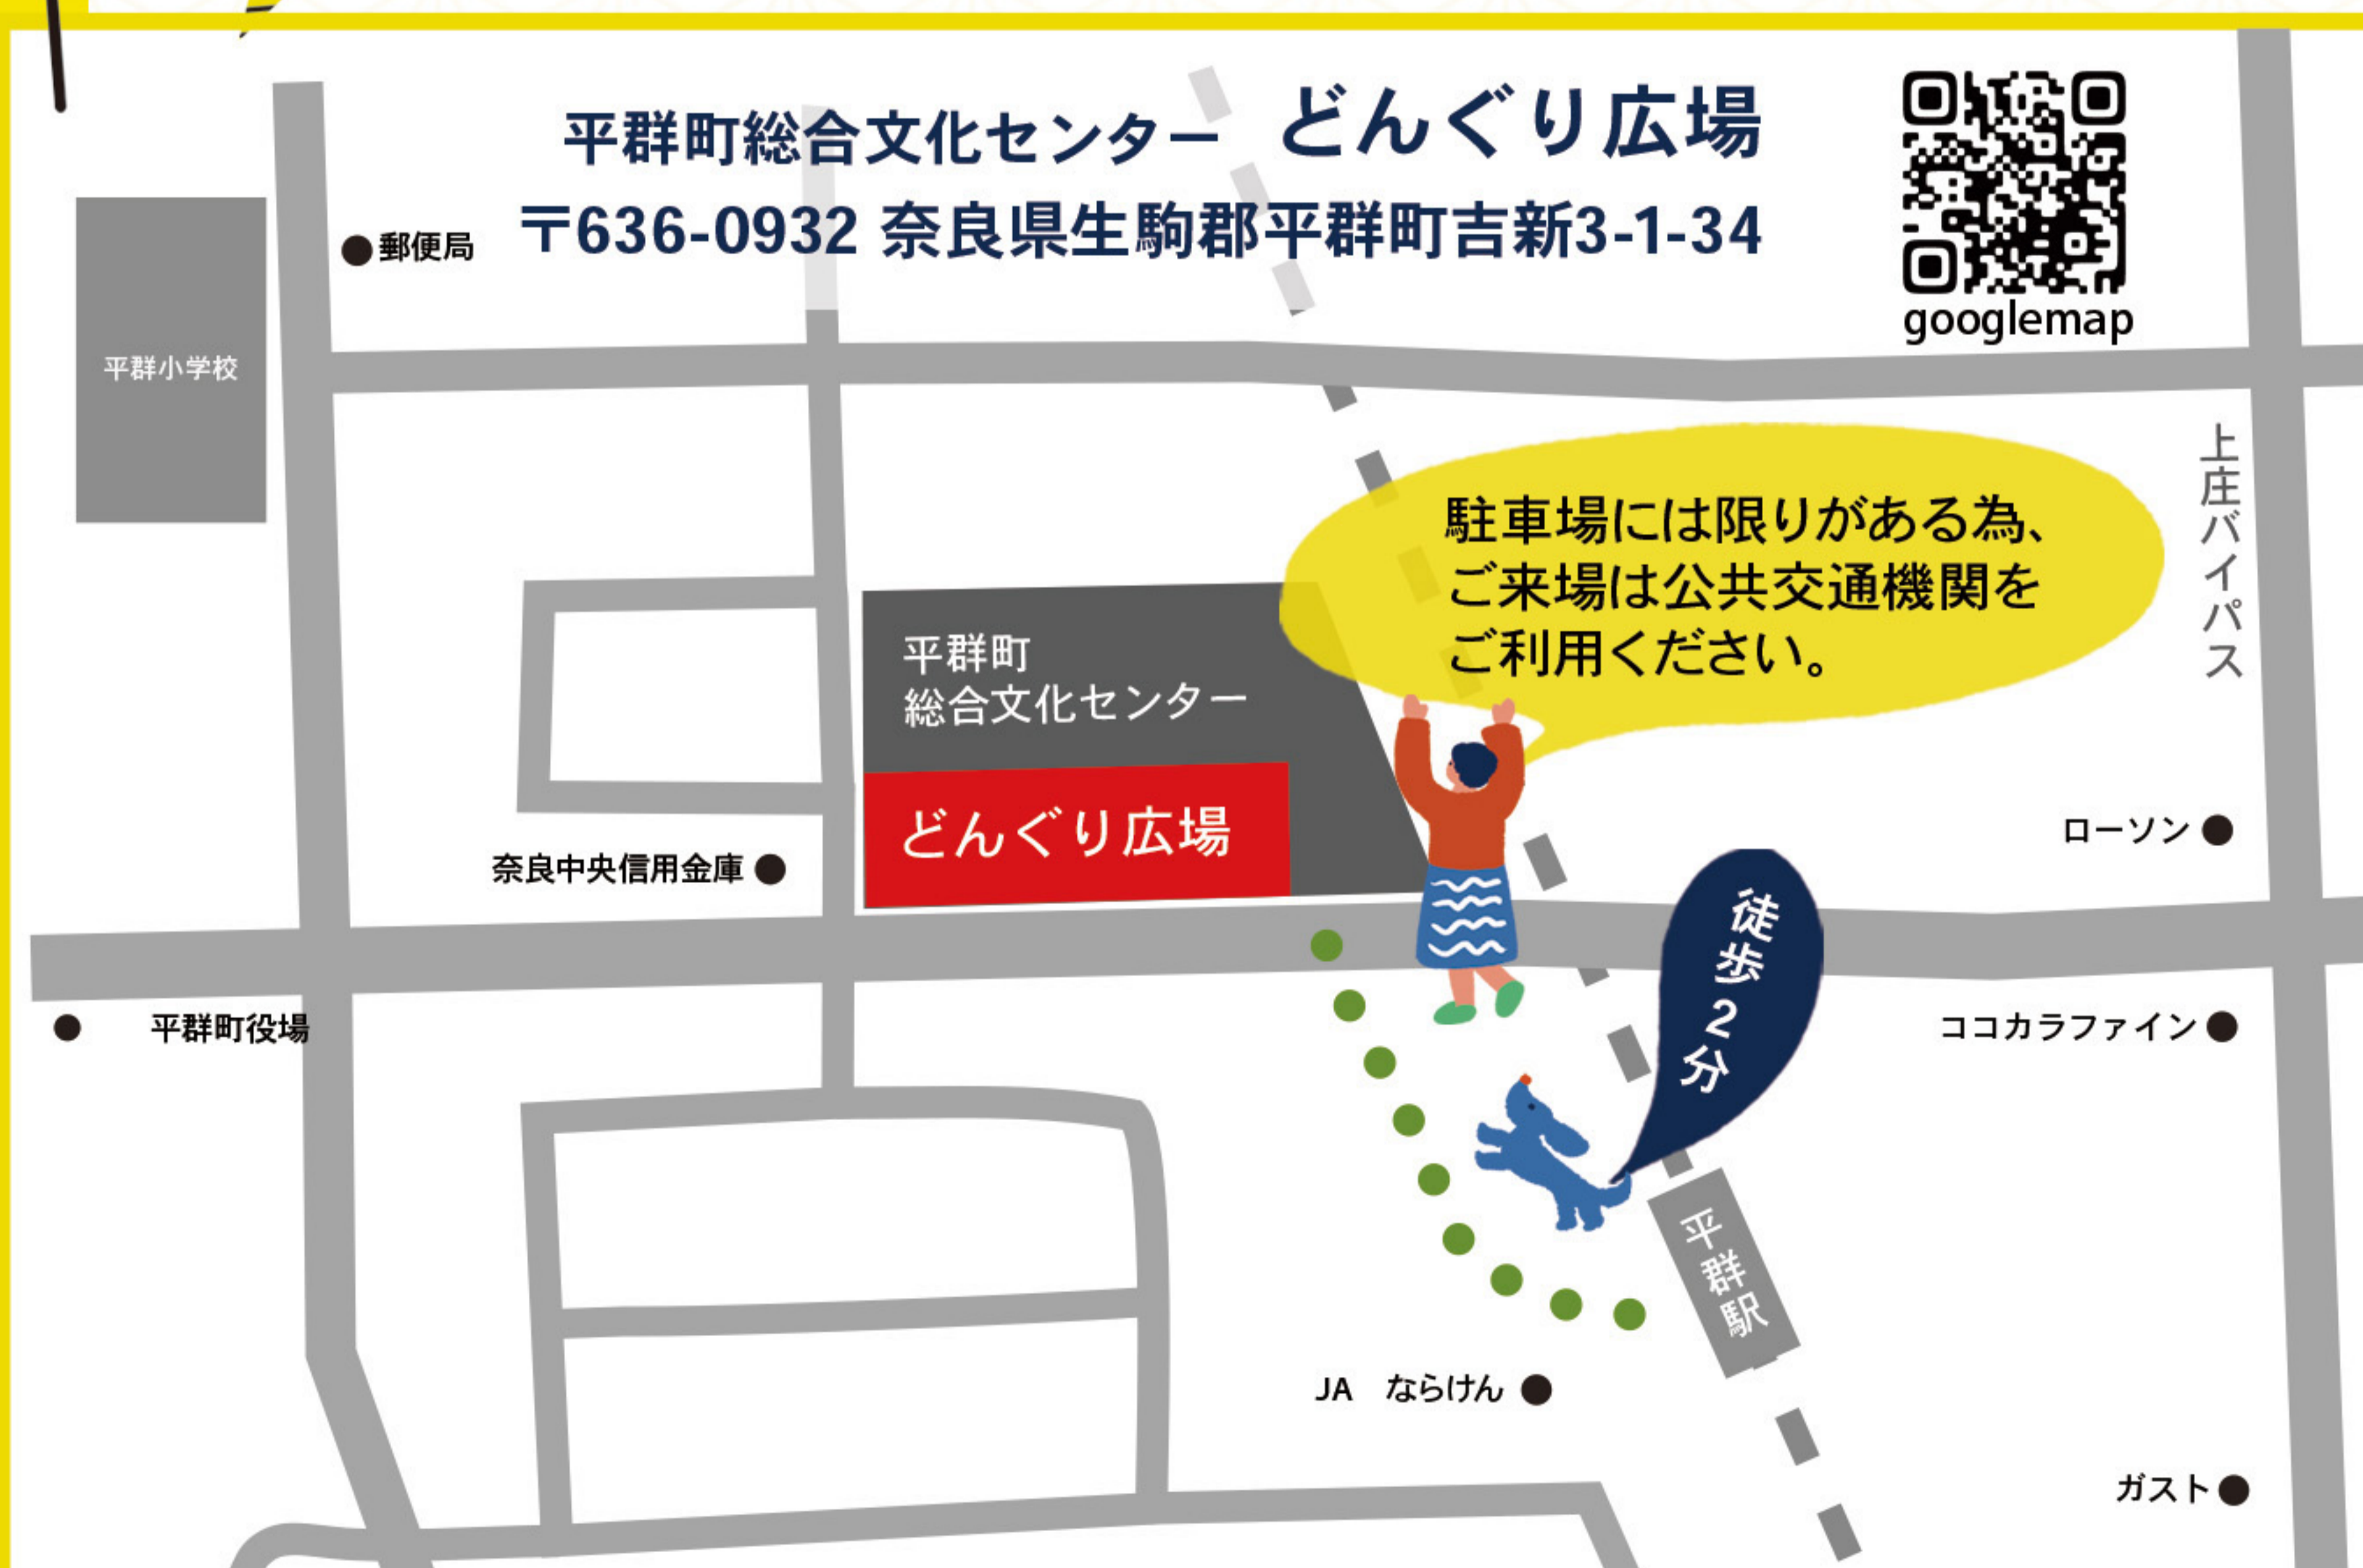 平群町総合文化センター どんぐり広場
〒636-0932 奈良県生駒郡平群町吉新3-1-34
googlemap
郵便局
平群小学校
上庄バイパス
駐車場には限りがある為、
ご来場は公共交通機関を
ご利用ください。
平群町
総合文化センター
どんぐり広場
奈良中央信用金庫
ローソン
徒歩2分
平群町役場
ココカラファイン
平群駅
JA ならけん
ガスト